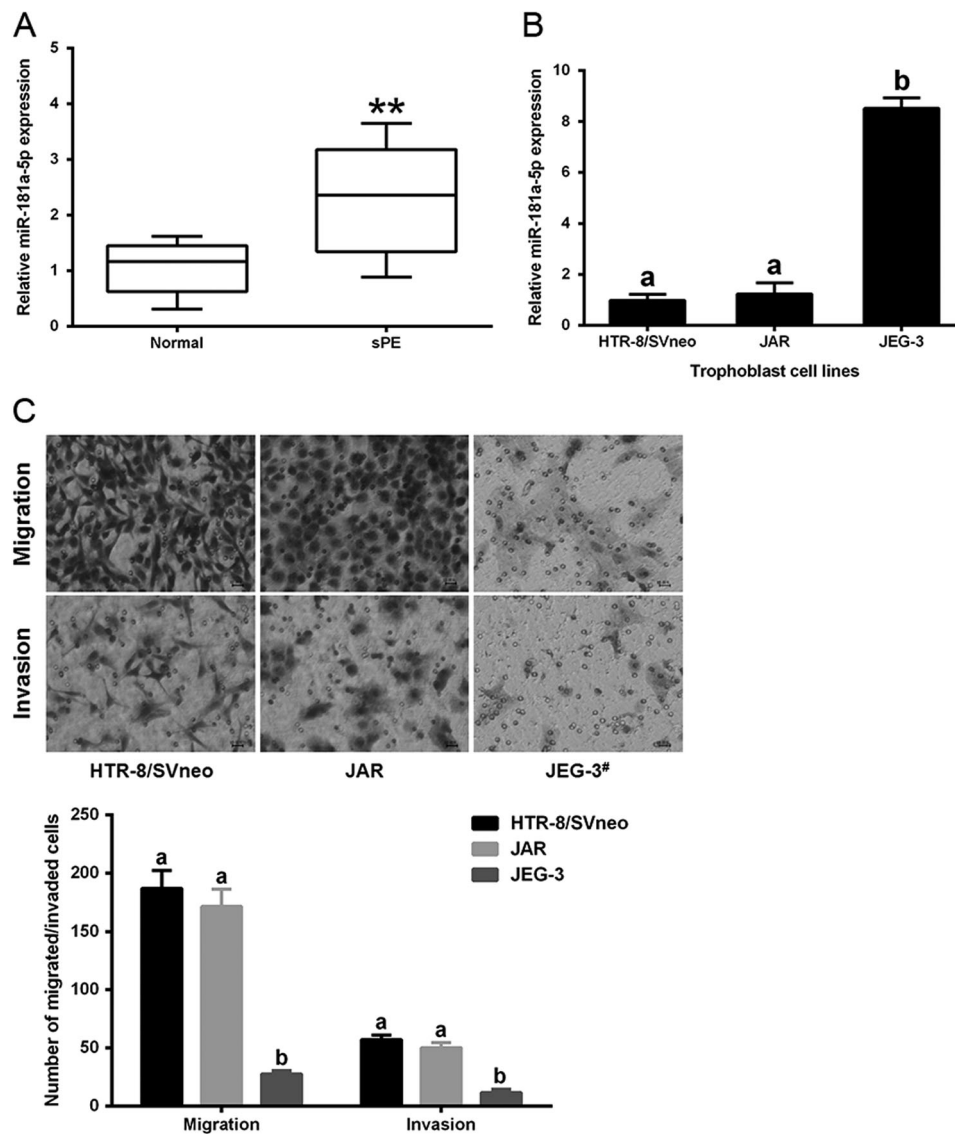 A
Relative miR-181a-5p expression
5
4
3
2
1
0
**
Normal
sPE
B
Relative miR-181a-5p expression
10
8
6
4
2
0
a
a
b
HTR-8/SVneo
JAR
JEG-3
Trophoblast cell lines
C
Migration
Invasion
HTR-8/SVneo
JAR
JEG-3#
Number of migrated/invaded cells
250
200
150
100
50
0
a
a
b
a
a
b
Migration
Invasion
HTR-8/SVneo
JAR
JEG-3